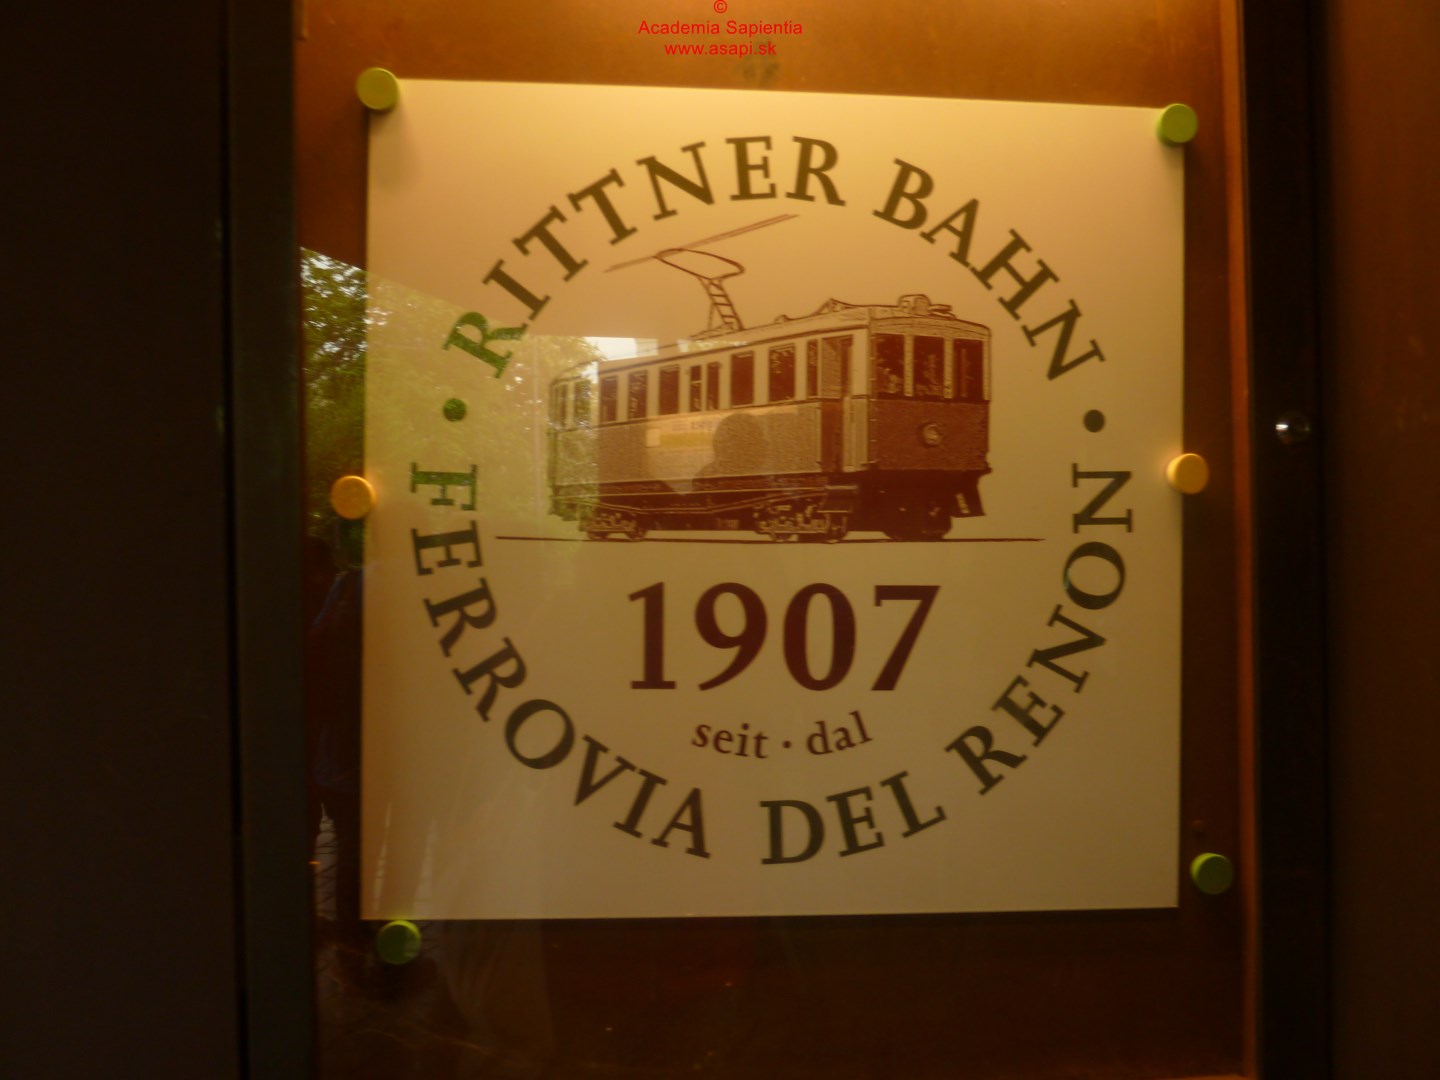 ©
Academia Sapientia
www.asapi.sk
RITTNER BAHN
1907
seit · dal
• FERROVIA DEL RENON •